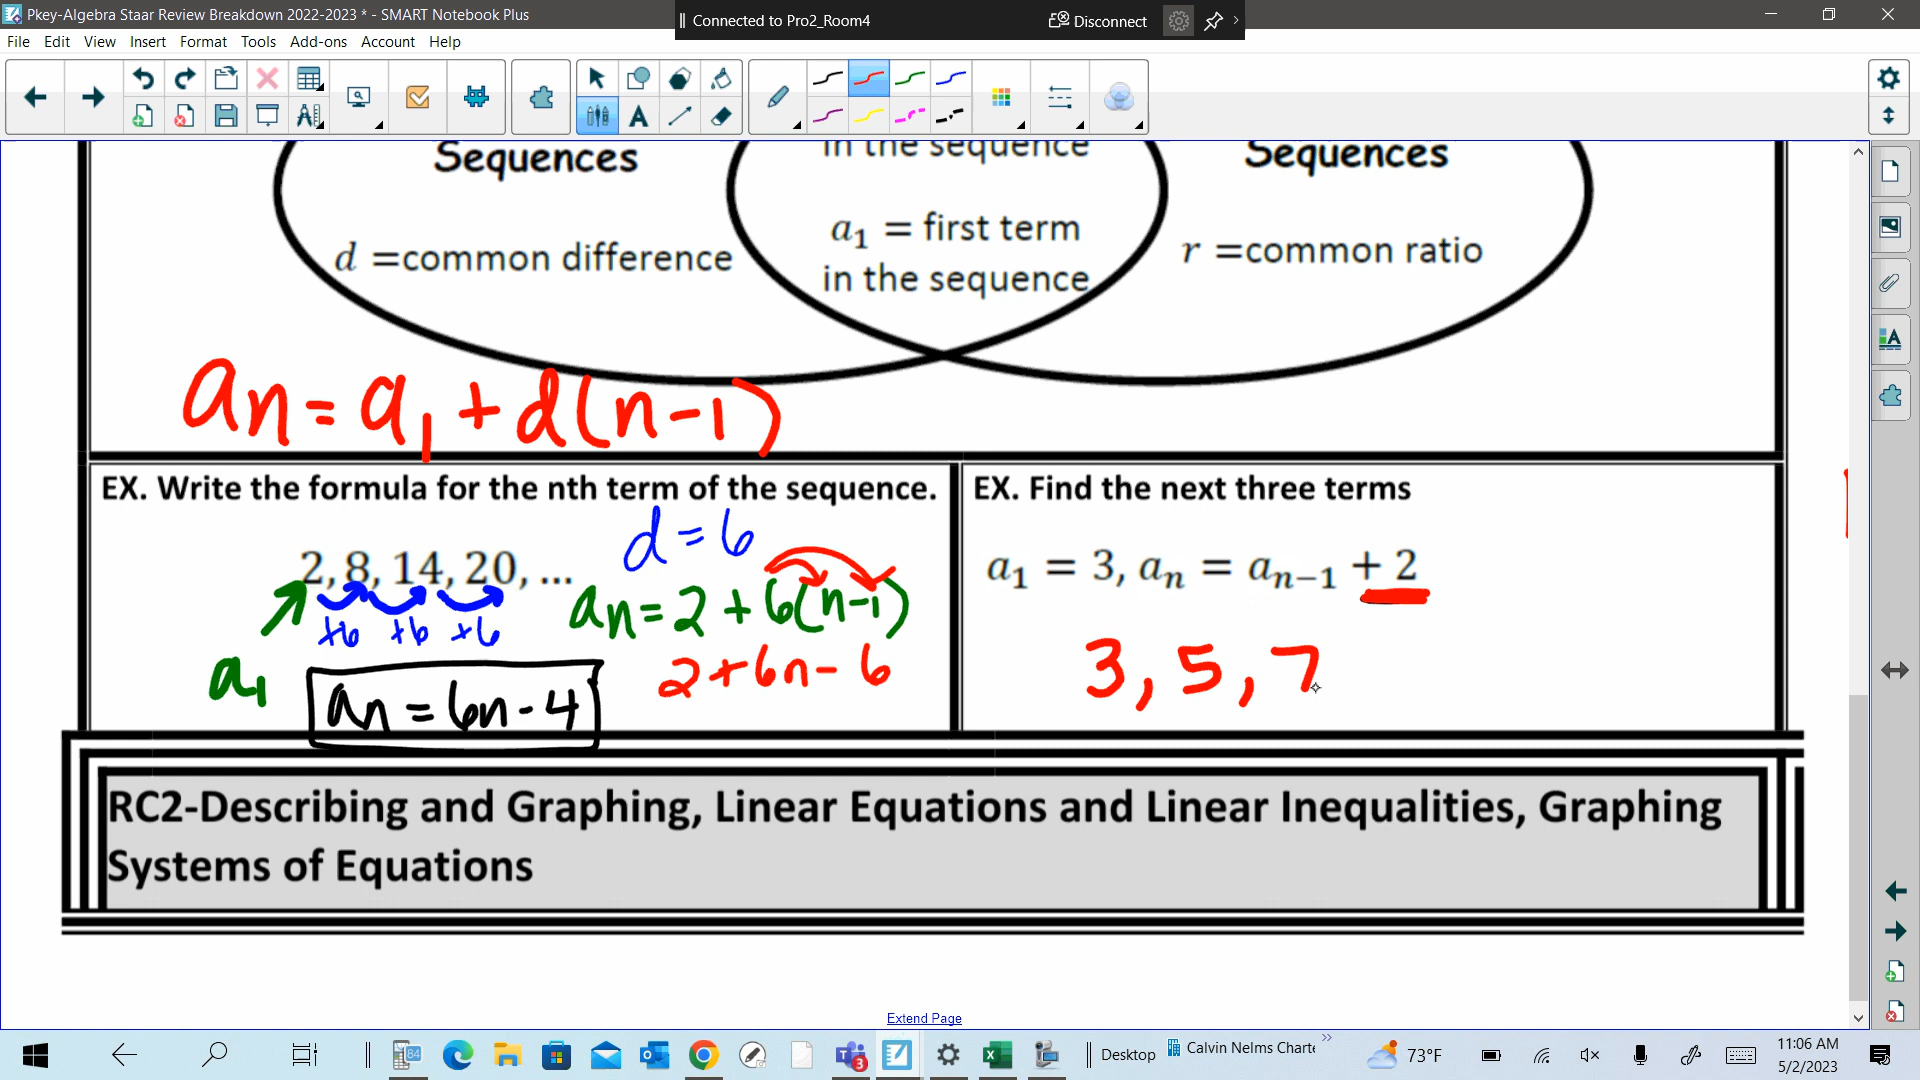 Pkey-Algebra Staar Review Breakdown 2022-2023 * - SMART Notebook Plus
Connected to Pro2_Room4
Disconnect
File Edit View Insert Format Tools Add-ons Account Help
in the sequence
Sequences
Sequences
a₁ = first term
in the sequence
d =common difference
r =common ratio
an = a₁ + d(n-1)
EX. Write the formula for the nth term of the sequence.
d = 6
2, 8, 14, 20, ...
+6 +6 +6
an = 2 + 6(n-1)
2 + 6n - 6
a₁
an = 6n - 4
EX. Find the next three terms
a₁ = 3, aₙ = aₙ₋₁ + 2
3, 5, 7
RC2-Describing and Graphing, Linear Equations and Linear Inequalities, Graphing
Systems of Equations
Extend Page
84
3
Desktop
Calvin Nelms Charte
73°F
11:06 AM
5/2/2023